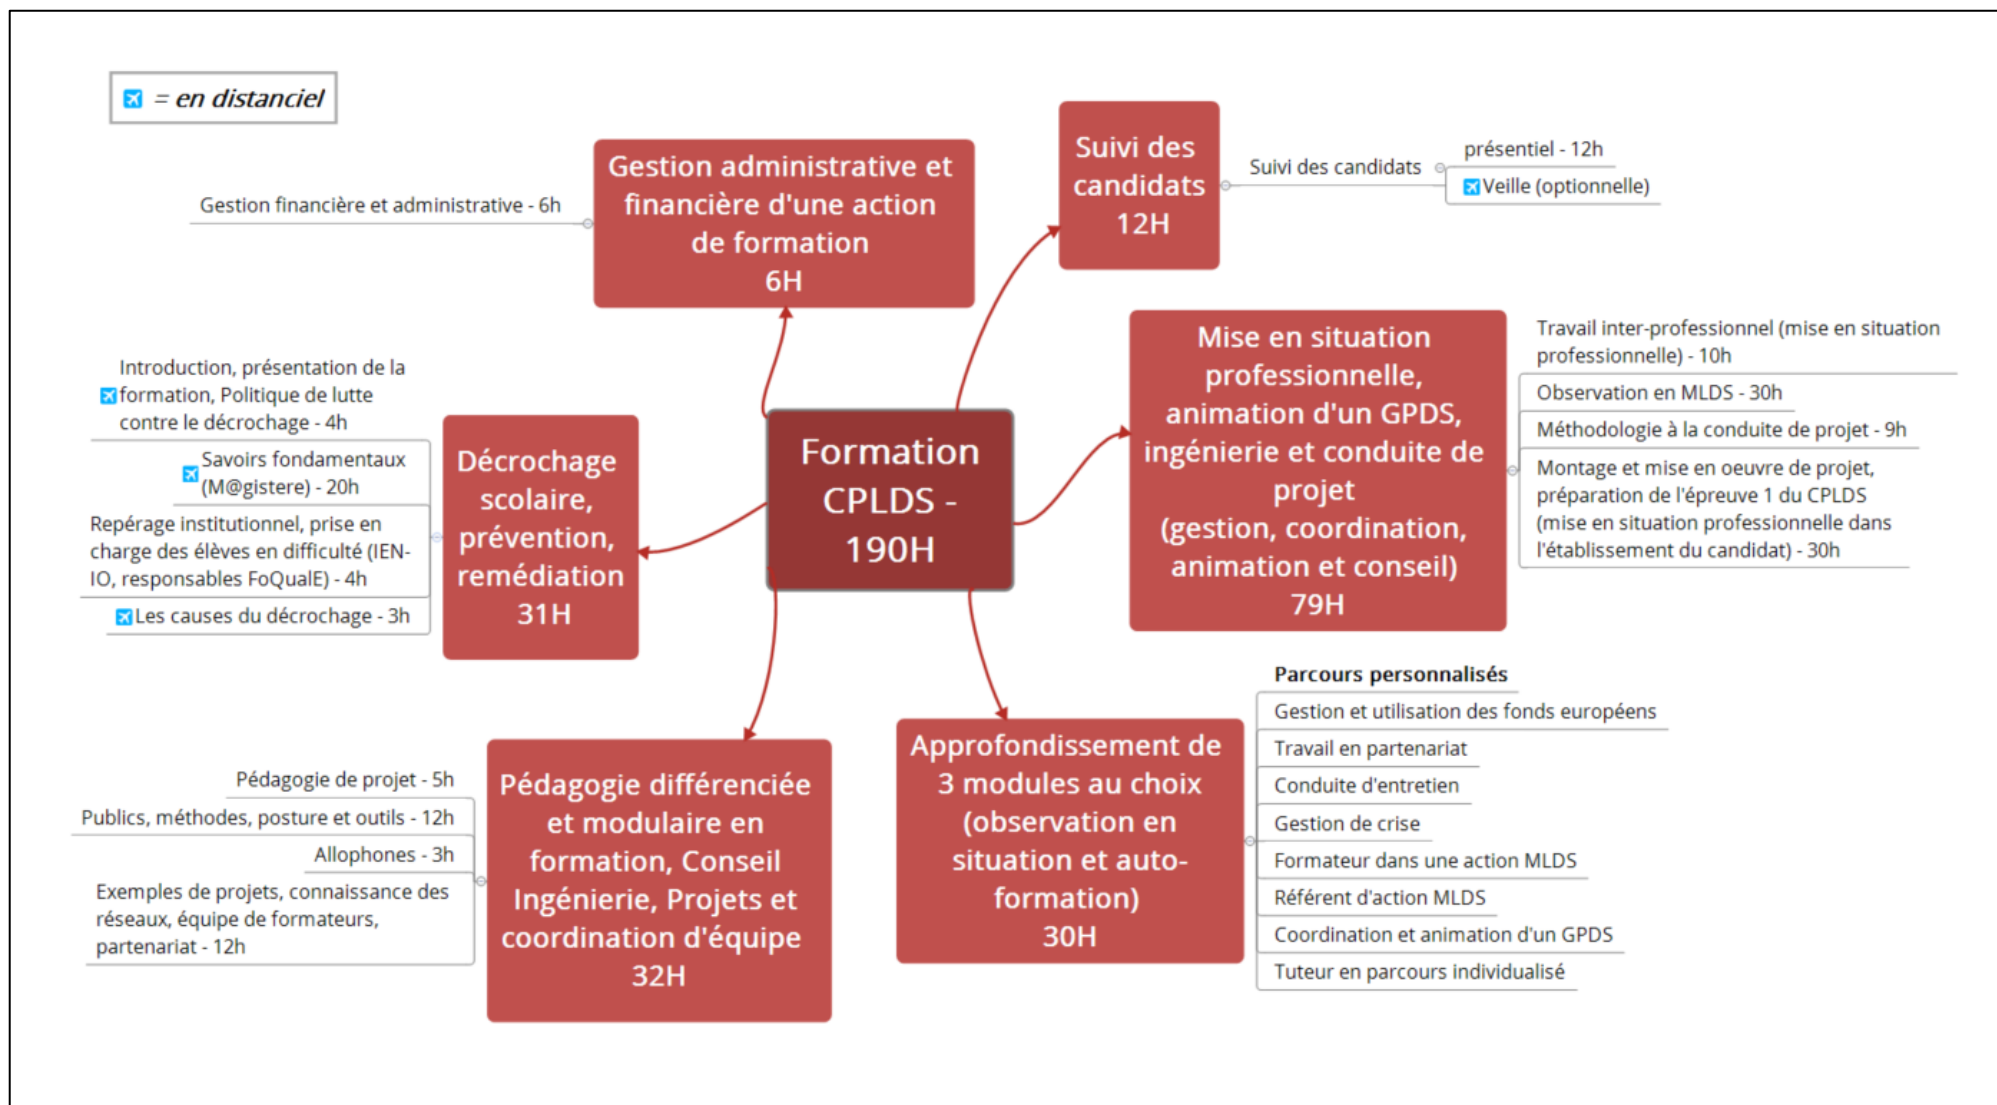 = en distanciel
Gestion administrative et
financière d'une action
de formation
6H
Gestion financière et administrative - 6h
Suivi des
candidats
12H
Suivi des candidats
présentiel - 12h
Veille (optionnelle)
Mise en situation
professionnelle,
animation d'un GPDS,
ingénierie et conduite de
projet
(gestion, coordination,
animation et conseil)
79H
Travail inter-professionnel (mise en situation
professionnelle) - 10h
Observation en MLDS - 30h
Méthodologie à la conduite de projet - 9h
Montage et mise en oeuvre de projet,
préparation de l'épreuve 1 du CPLDS
(mise en situation professionnelle dans
l'établissement du candidat) - 30h
Formation
CPLDS -
190H
Introduction, présentation de la
formation, Politique de lutte
contre le décrochage - 4h
Savoirs fondamentaux
(M@gistere) - 20h
Repérage institutionnel, prise en
charge des élèves en difficulté (IEN-
IO, responsables FoQualE) - 4h
Les causes du décrochage - 3h
Décrochage
scolaire,
prévention,
remédiation
31H
Pédagogie de projet - 5h
Publics, méthodes, posture et outils - 12h
Allophones - 3h
Exemples de projets, connaissance des
réseaux, équipe de formateurs,
partenariat - 12h
Pédagogie différenciée
et modulaire en
formation, Conseil
Ingénierie, Projets et
coordination d'équipe
32H
Approfondissement de
3 modules au choix
(observation en
situation et auto-
formation)
30H
Parcours personnalisés
Gestion et utilisation des fonds européens
Travail en partenariat
Conduite d'entretien
Gestion de crise
Formateur dans une action MLDS
Référent d'action MLDS
Coordination et animation d'un GPDS
Tuteur en parcours individualisé